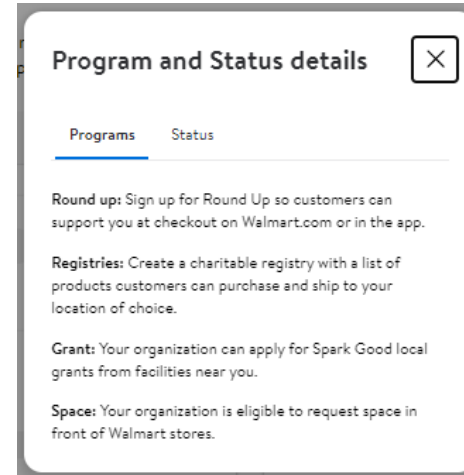 Program and Status details
Programs Status
Round up: Sign up for Round Up so customers can
support you at checkout on Walmart.com or in the app.
Registries: Create a charitable registry with a list of
products customers can purchase and ship to your
location of choice.
Grant: Your organization can apply for Spark Good local
grants from facilities near you.
Space: Your organization is eligible to request space in
front of Walmart stores.